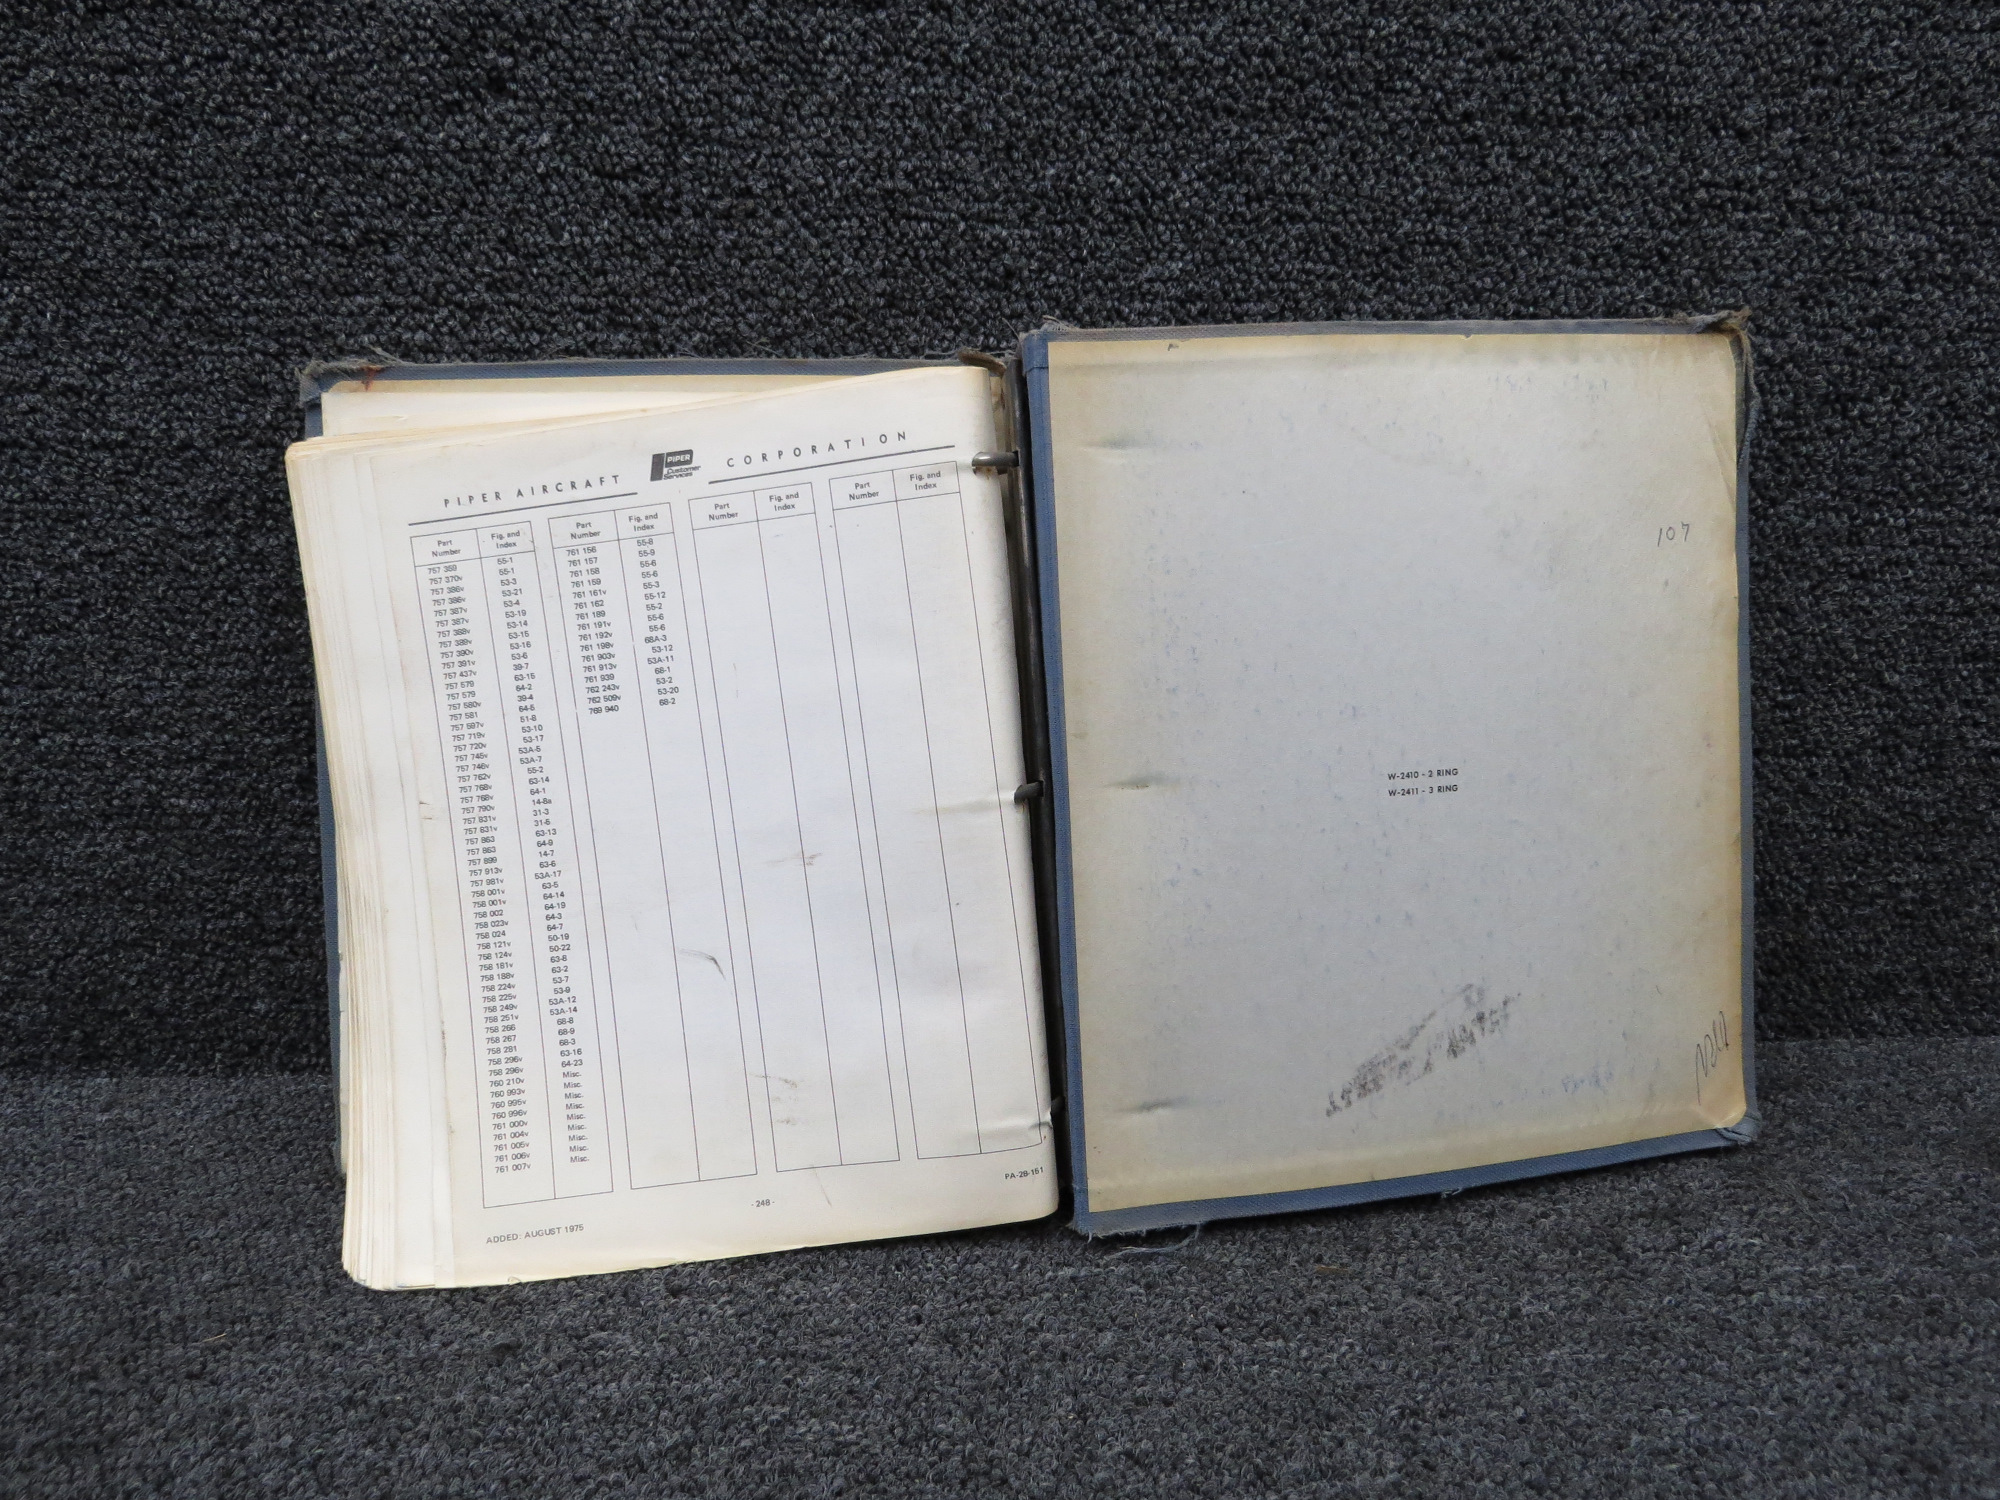 PIPER AIRCRAFT PIPER Customer Services CORPORATION
Part Number Fig. and Index Part Number Fig. and Index Part Number Fig. and Index Part Number Fig. and Index
757 359 55-1
757 370v 55-1
757 386v 53-3
757 386v 53-21
757 387v 53-4
757 387v 53-19
757 388v 53-14
757 389v 53-15
757 390v 53-16
757 391v 53-6
757 437v 39-7
757 579 63-15
757 579 64-2
757 580v 39-4
757 581 64-5
757 597v 51-8
757 719v 53-10
757 720v 53-17
757 745v 53A-5
757 746v 53A-7
757 762v 55-2
757 768v 63-14
757 768v 64-1
757 790v 14-8a
757 831v 31-3
757 831v 31-6
757 863 63-13
757 863 64-9
757 899 14-7
757 913v 63-6
757 981v 53A-17
758 001v 63-5
758 001v 64-14
758 002 64-19
758 023v 64-3
758 024 64-7
758 121v 50-19
758 124v 50-22
758 181v 63-8
758 188v 63-2
758 224v 53-7
758 225v 53-9
758 249v 53A-12
758 251v 53A-14
758 266 68-8
758 267 68-9
758 281 68-3
758 296v 63-16
758 296v 64-23
760 210v Misc.
760 993v Misc.
760 995v Misc.
760 996v Misc.
761 000v Misc.
761 004v Misc.
761 005v Misc.
761 006v Misc.
761 007v Misc.
761 156 55-8
761 157 55-9
761 158 55-6
761 159 55-6
761 161v 55-3
761 162 55-12
761 189 55-2
761 191v 55-6
761 192v 55-6
761 198v 68A-3
761 903v 53-12
761 913v 53A-11
761 939 68-1
762 243v 53-2
762 509v 53-20
769 940 68-2
PA-28-151
- 248 -
ADDED: AUGUST 1975
107
W-2410 - 2 RING
W-2411 - 3 RING